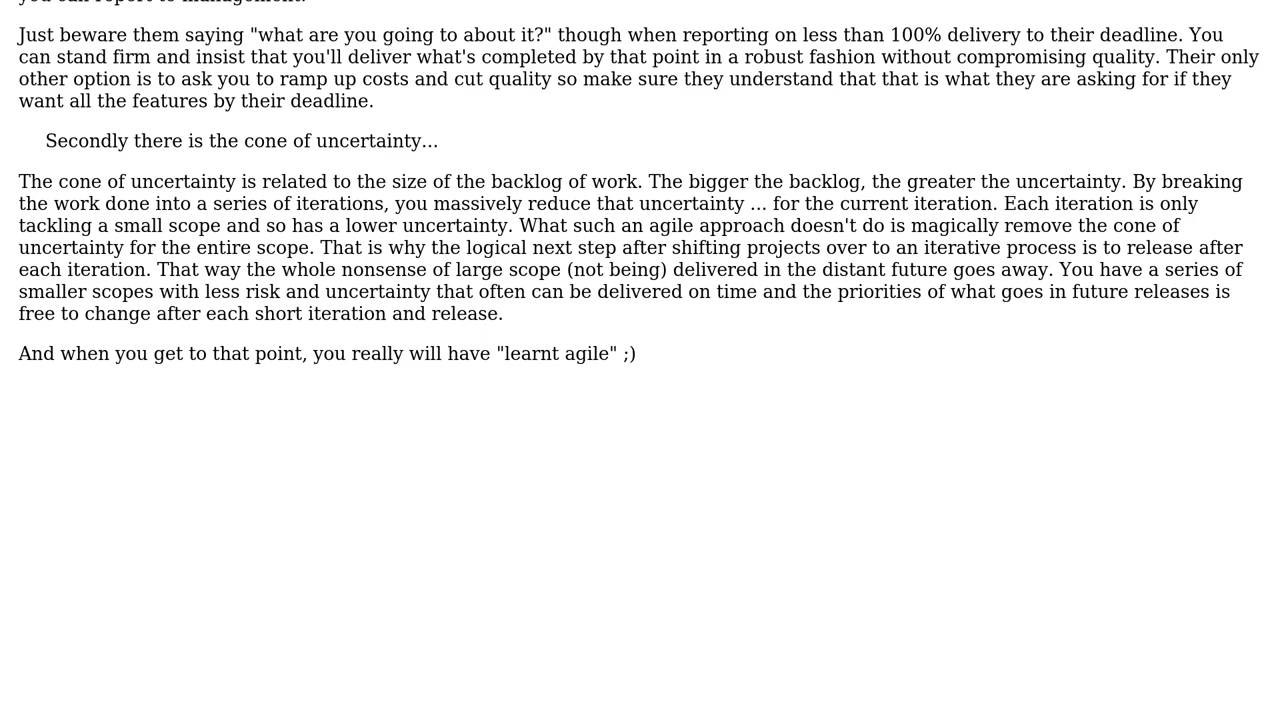 you can report to management.
Just beware them saying "what are you going to about it?" though when reporting on less than 100% delivery to their deadline. You
can stand firm and insist that you'll deliver what's completed by that point in a robust fashion without compromising quality. Their only
other option is to ask you to ramp up costs and cut quality so make sure they understand that that is what they are asking for if they
want all the features by their deadline.
Secondly there is the cone of uncertainty...
The cone of uncertainty is related to the size of the backlog of work. The bigger the backlog, the greater the uncertainty. By breaking
the work done into a series of iterations, you massively reduce that uncertainty ... for the current iteration. Each iteration is only
tackling a small scope and so has a lower uncertainty. What such an agile approach doesn't do is magically remove the cone of
uncertainty for the entire scope. That is why the logical next step after shifting projects over to an iterative process is to release after
each iteration. That way the whole nonsense of large scope (not being) delivered in the distant future goes away. You have a series of
smaller scopes with less risk and uncertainty that often can be delivered on time and the priorities of what goes in future releases is
free to change after each short iteration and release.
And when you get to that point, you really will have "learnt agile" ;)